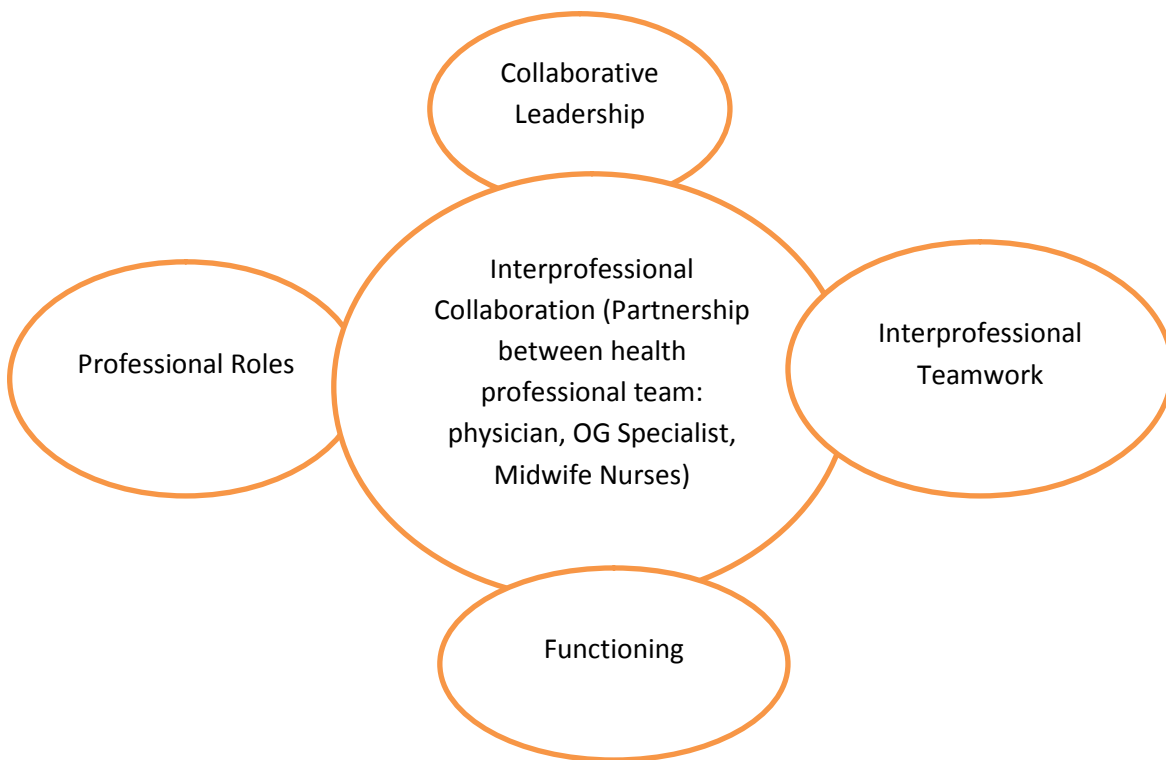 Collaborative
Leadership
Interprofessional
Collaboration (Partnership
between health
professional team:
physician, OG Specialist,
Midwife Nurses)
Professional Roles
Interprofessional
Teamwork
Functioning